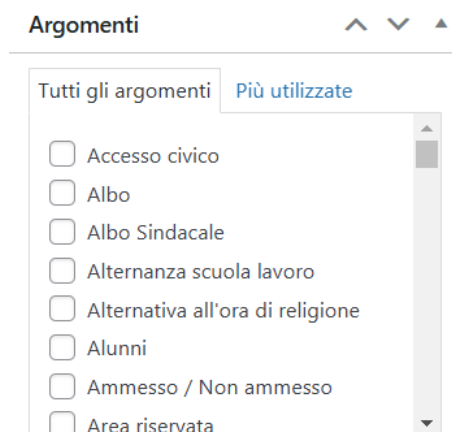 Argomenti
Tutti gli argomenti Più utilizzate
Accesso civico
Albo
Albo Sindacale
Alternanza scuola lavoro
Alternativa all'ora di religione
Alunni
Ammesso / Non ammesso
Area riservata